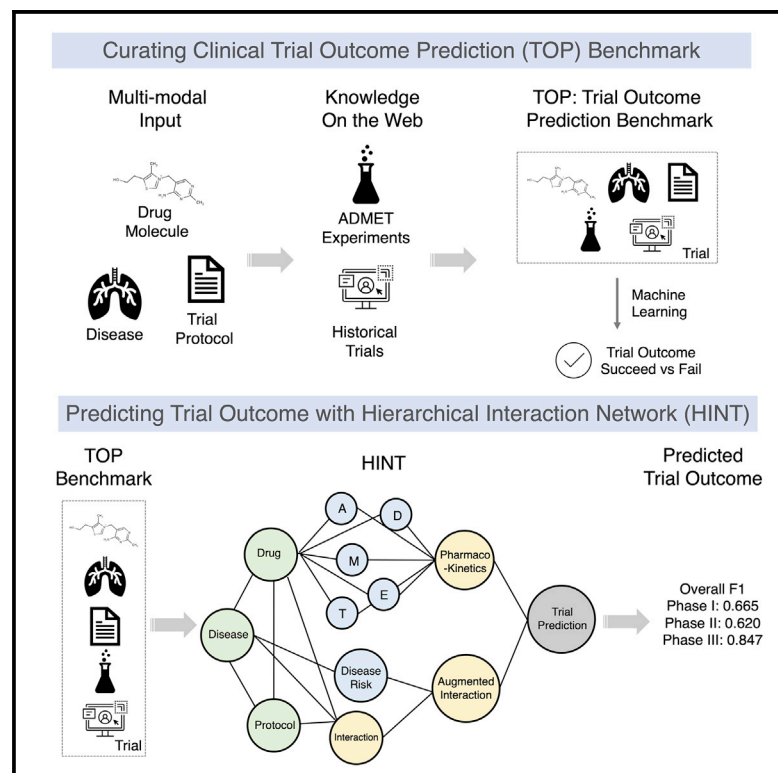 Curating Clinical Trial Outcome Prediction (TOP) Benchmark
Multi-modal
Input
Knowledge
On the Web
TOP: Trial Outcome
Prediction Benchmark
Drug
Molecule
Disease
Trial
Protocol
ADMET
Experiments
Historical
Trials
Trial
Machine
Learning
Trial Outcome
Succeed vs Fail
Predicting Trial Outcome with Hierarchical Interaction Network (HINT)
TOP
Benchmark
HINT
Predicted
Trial Outcome
Trial
Drug
Disease
Protocol
A
D
M
E
T
Disease
Risk
Interaction
Pharmaco
-Kinetics
Augmented
Interaction
Trial
Prediction
Overall F1
Phase I: 0.665
Phase II: 0.620
Phase III: 0.847